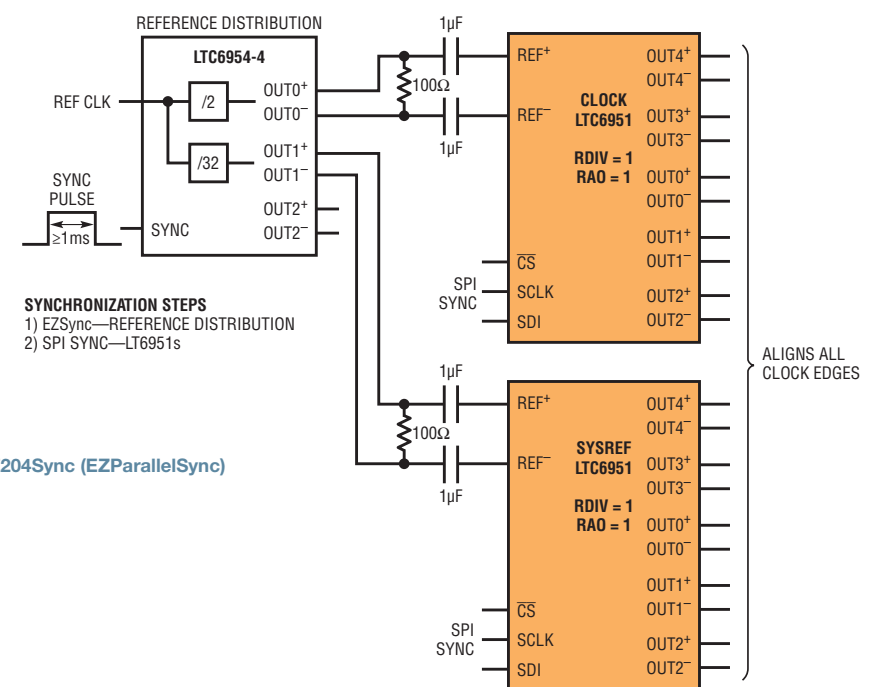 REFERENCE DISTRIBUTION
LTC6954-4
REF CLK
/2
/32
OUT0+
OUT0–
OUT1+
OUT1–
OUT2+
OUT2–
SYNC
PULSE
≥1ms
SYNC
SYNCHRONIZATION STEPS
1) EZSync—REFERENCE DISTRIBUTION
2) SPI SYNC—LT6951s
204Sync (EZParallelSync)
1µF
100Ω
1µF
REF+
REF–
CLOCK
LTC6951
RDIV = 1
RAO = 1
SPI
SYNC
CS
SCLK
SDI
OUT4+
OUT4–
OUT3+
OUT3–
OUT0+
OUT0–
OUT1+
OUT1–
OUT2+
OUT2–
1µF
100Ω
1µF
REF+
REF–
SYSREF
LTC6951
RDIV = 1
RAO = 1
SPI
SYNC
CS
SCLK
SDI
OUT4+
OUT4–
OUT3+
OUT3–
OUT0+
OUT0–
OUT1+
OUT1–
OUT2+
OUT2–
ALIGNS ALL
CLOCK EDGES